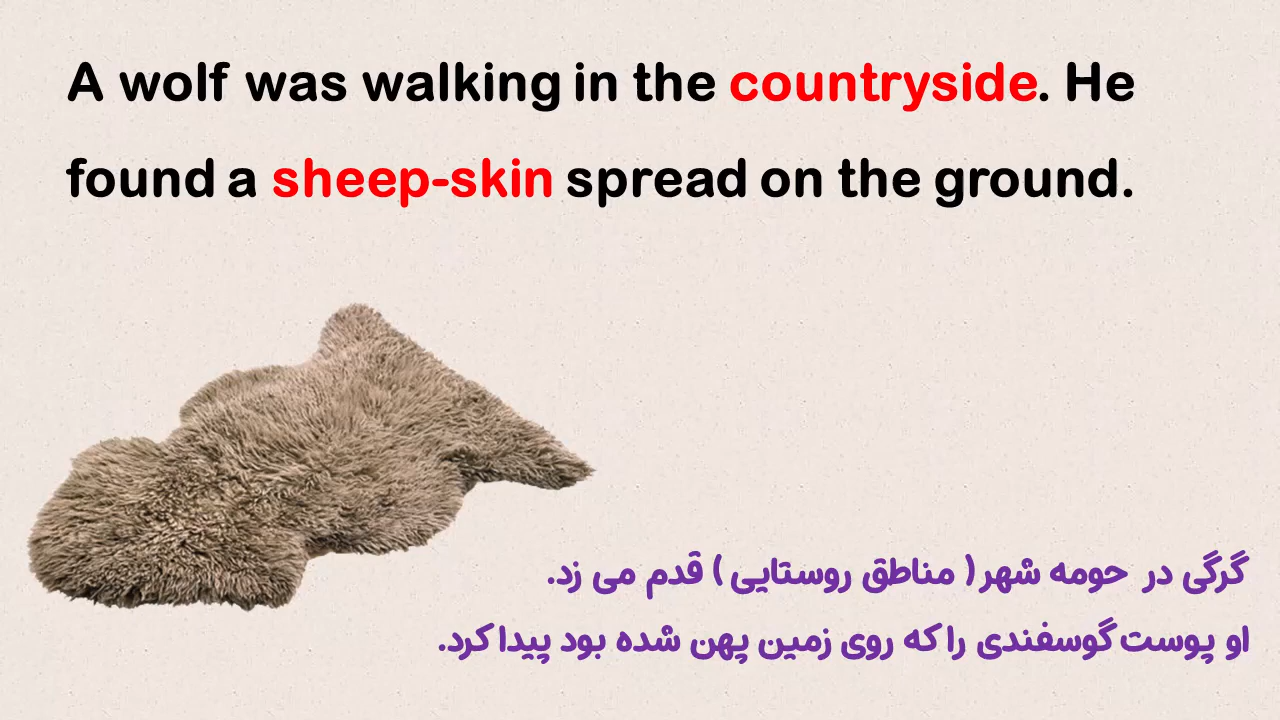 A wolf was walking in the countryside. He
found a sheep-skin spread on the ground.
گرگی در حومه شهر( مناطق روستایی ) قدم می زد.
او پوست گوسفندی را که روی زمین پهن شده بود پیدا کرد.